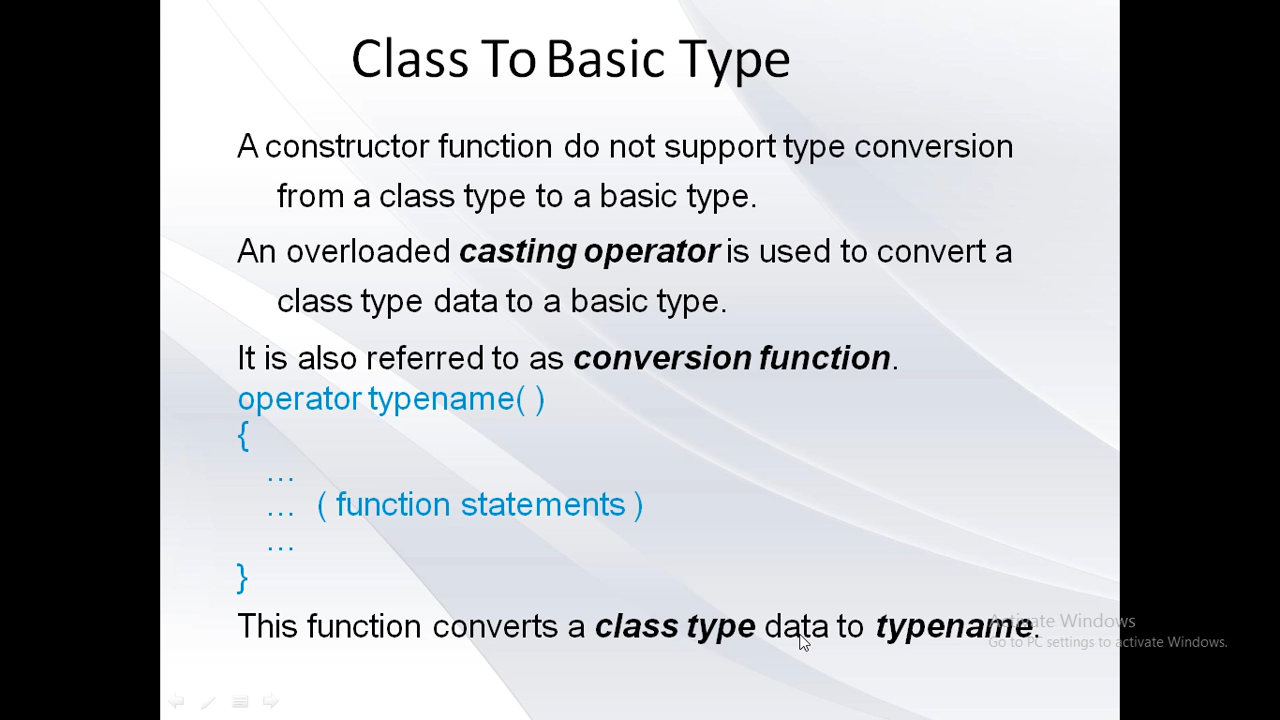 Class To Basic Type
A constructor function do not support type conversion
from a class type to a basic type.
An overloaded casting operator is used to convert a
class type data to a basic type.
It is also referred to as conversion function.
operator typename( )
{
…
… ( function statements )
…
}
This function converts a class type data to typename.
Activate Windows
Go to PC settings to activate Windows.